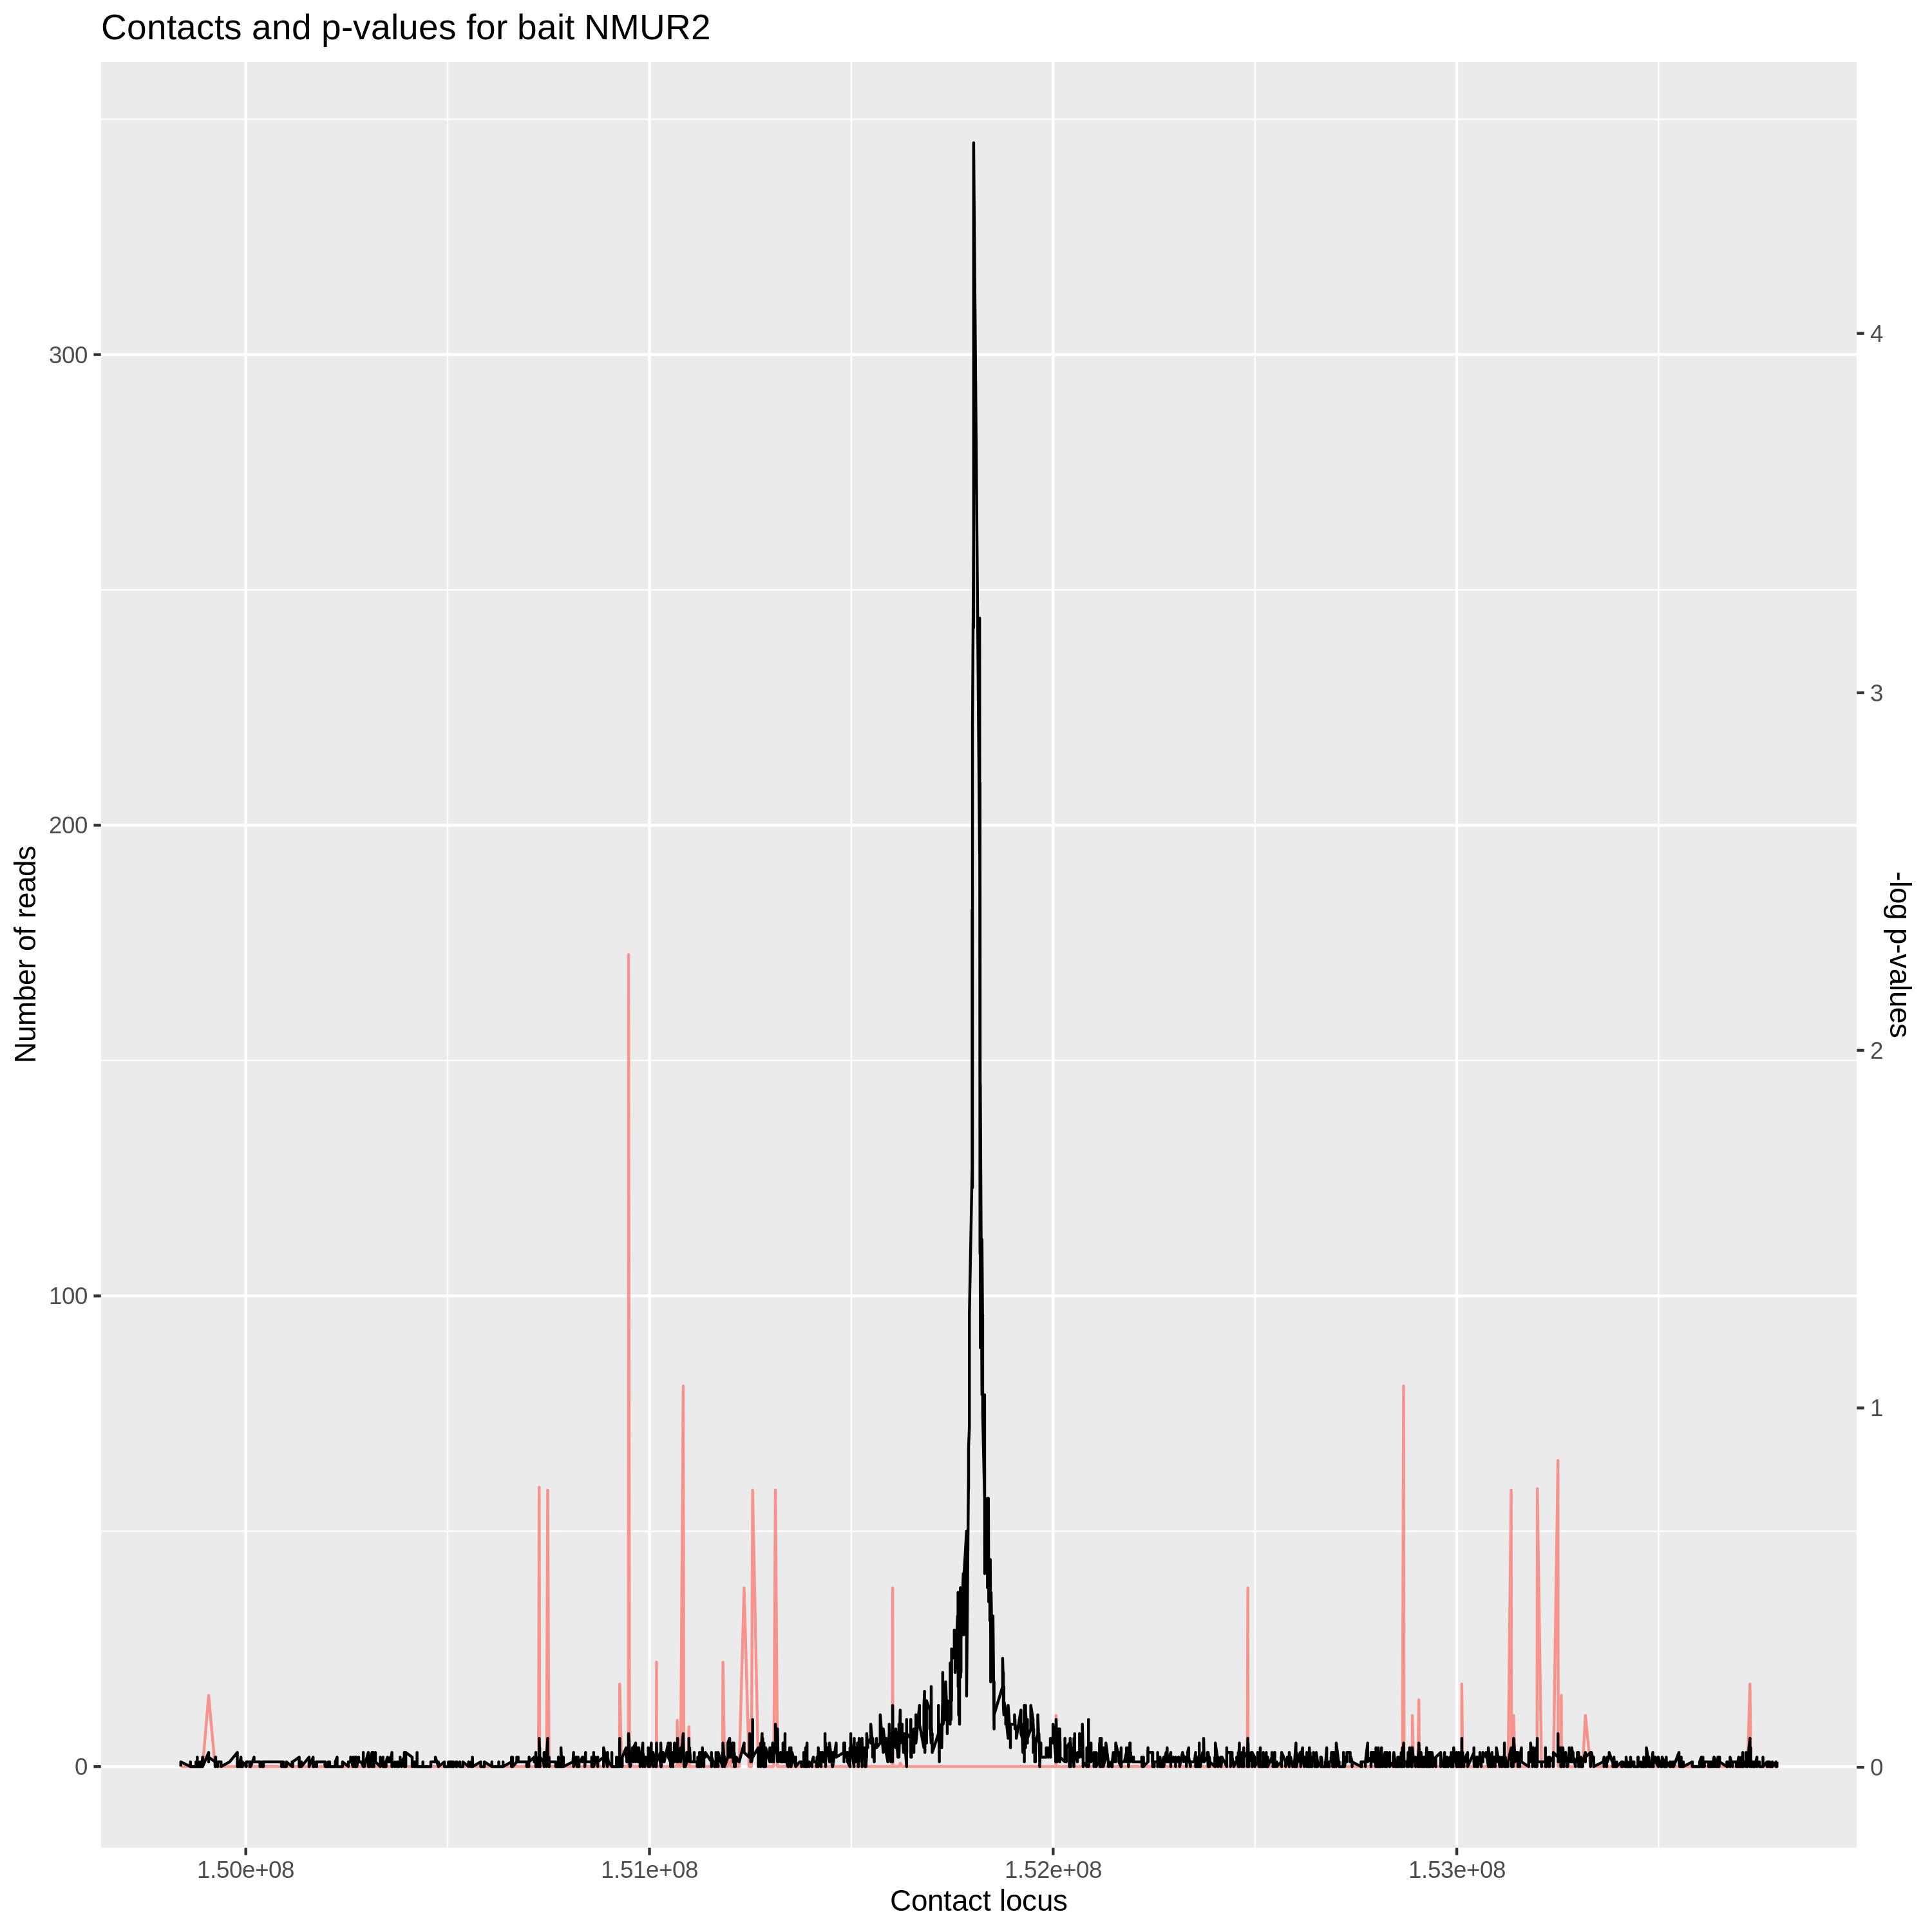 Contacts and p-values for bait NMUR2
Number of reads
300
200
100
0
4
3
2
1
0
-log p-values
1.50e+08
1.51e+08
1.52e+08
1.53e+08
Contact locus